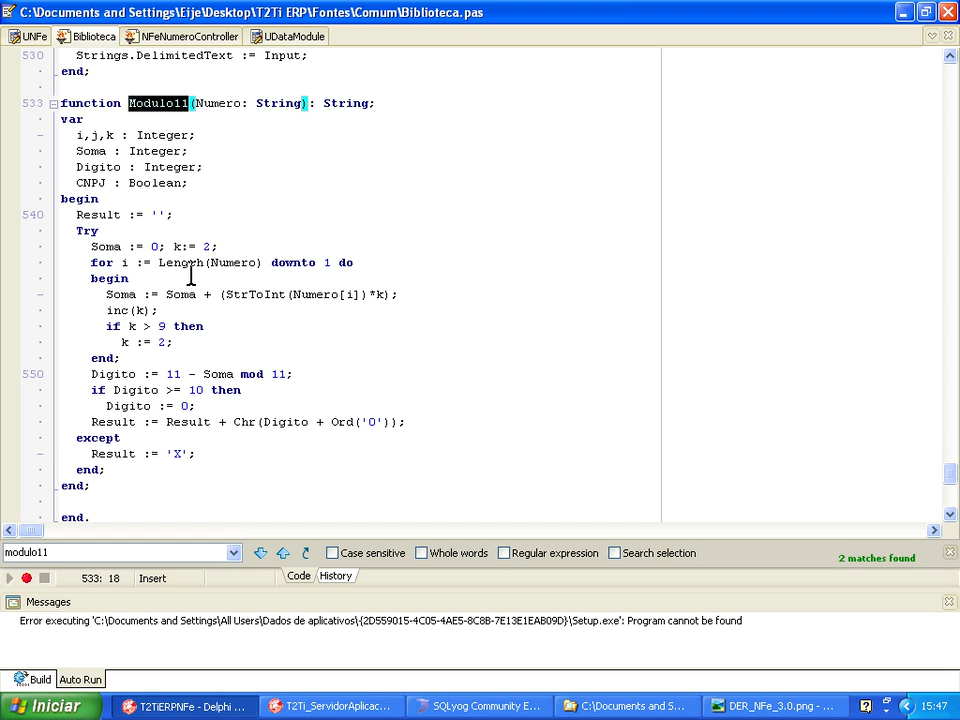 C:\Documents and Settings\Eije\Desktop\T2Ti ERP\Fontes\Comum\Biblioteca.pas
UNFe Biblioteca NFeNumeroController UDataModule
530 Strings.DelimitedText := Input;
end;
533 function Modulo11(Numero: String): String;
var
i,j,k : Integer;
Soma : Integer;
Digito : Integer;
CNPJ : Boolean;
begin
540 Result := '';
Try
Soma := 0; k:= 2;
for i := Length(Numero) downto 1 do
begin
Soma := Soma + (StrToInt(Numero[i])*k);
inc(k);
if k > 9 then
k := 2;
end;
550 Digito := 11 - Soma mod 11;
if Digito >= 10 then
Digito := 0;
Result := Result + Chr(Digito + Ord('0'));
except
Result := 'X';
end;
end;
end.
modulo11 Case sensitive Whole words Regular expression Search selection 2 matches found
533: 18 Insert Code History
Messages
Error executing 'C:\Documents and Settings\All Users\Dados de aplicativos\{2D559015-4C05-4AE5-8C8B-7E13E1EAB09D}\Setup.exe': Program cannot be found
Build Auto Run
Iniciar T2TiERPNFe - Delphi ... T2Ti_ServidorAplicac... SQLyog Community E... C:\Documents and S... DER_NFe_3.0.png - ... 15:47